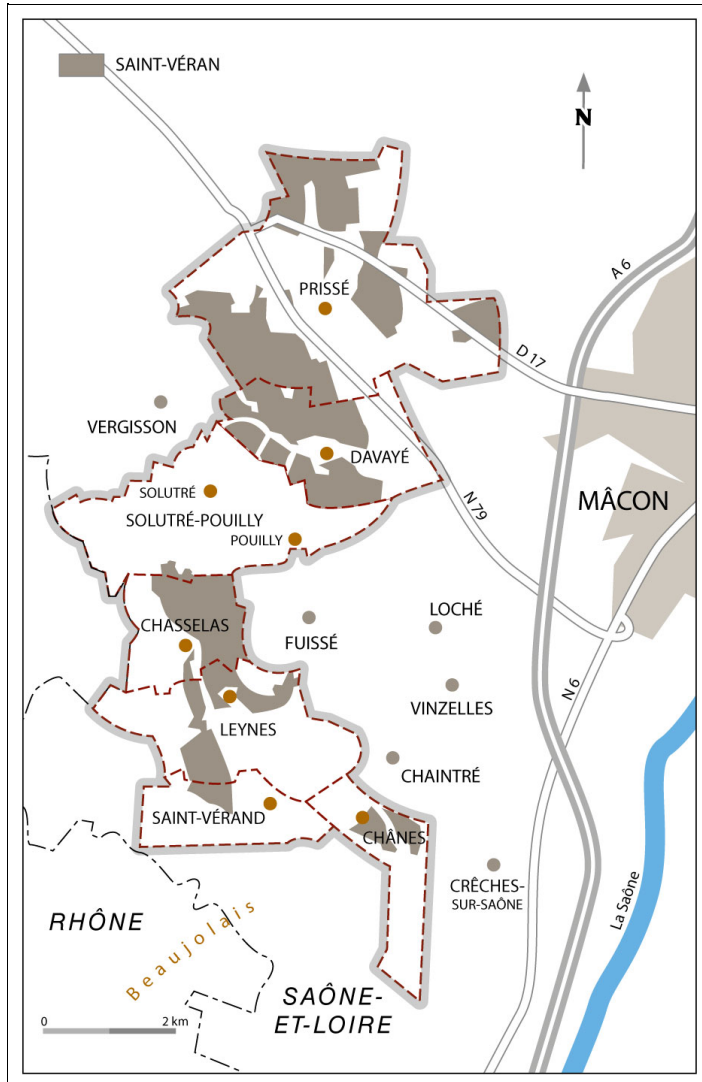 SAINT-VÉRAN
N
A 6
PRISSÉ
D 17
VERGISSON
DAVAYÉ
SOLUTRÉ
SOLUTRÉ-POUILLY
N 79
MÂCON
POUILLY
CHASSELAS
FUISSÉ
LOCHÉ
N 6
VINZELLES
LEYNES
CHAINTRÉ
SAINT-VÉRAND
CHÂNES
CRÊCHES-
SUR-SAÔNE
La Saône
RHÔNE
Beaujolais
SAÔNE-
ET-LOIRE
0 2 km